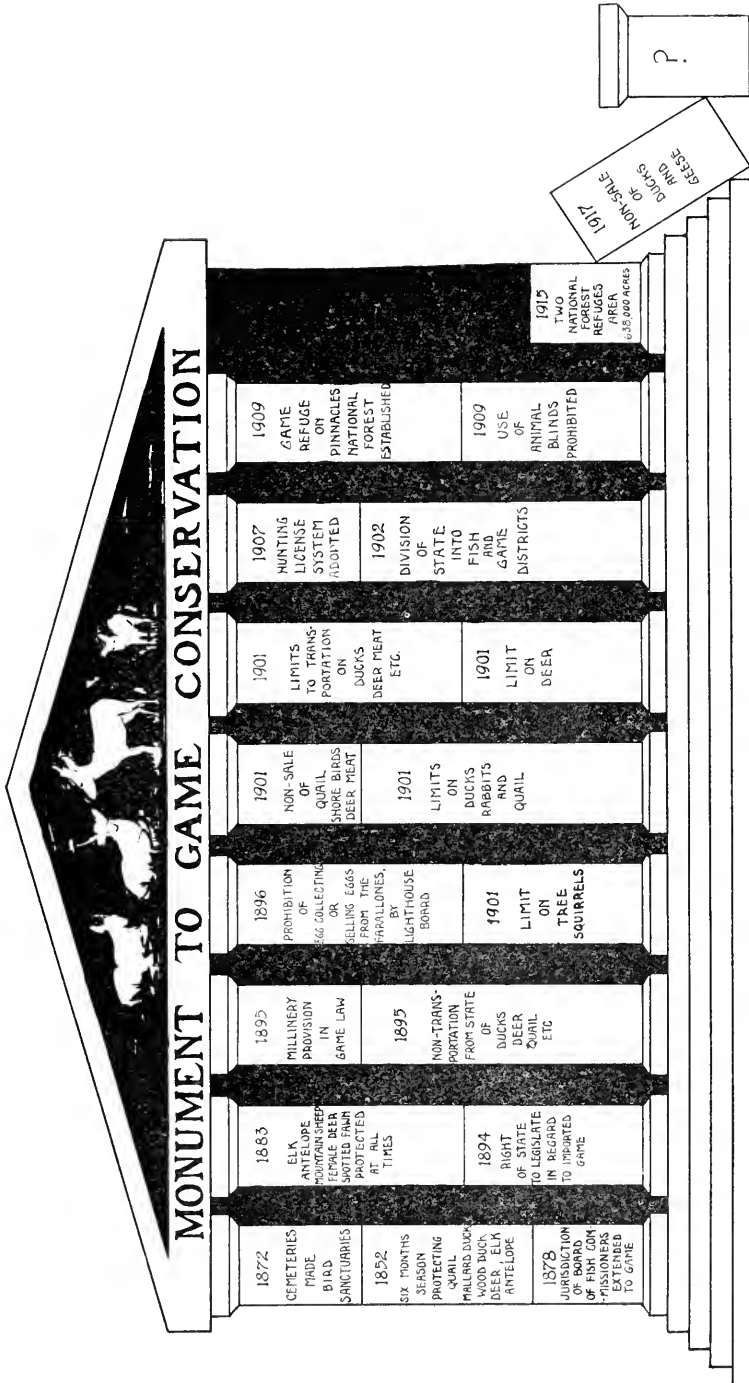 MONUMENT TO GAME CONSERVATION
1872
CEMETERIES
MADE
BIRD
SANCTUARIES
1852
SIX MONTHS
SEASON
PROTECTING
QUAIL
MALLARD DUCK
WOOD DUCK
DEER, ELK
ANTELOPE
1878
JURISDICTION
OF BOARD
OF FISH COM-
-MISSIONERS
EXTENDED
TO GAME
1883
ELK
ANTELOPE
MOUNTAIN SHEEP
FEMALE DEER
SPOTTED FAWN
PROTECTED
AT ALL
TIMES
1894
RIGHT
OF STATE
TO LEGISLATE
IN REGARD
TO IMPORTED
GAME
1895
MILLINERY
PROVISION
IN
GAME LAW
1895
NON-TRANS-
PORTATION
FROM STATE
OF
DUCKS
DEER
QUAIL
ETC
1896
PROHIBITION
OF
EGG COLLECTING
OR
SELLING EGGS
FROM THE
FARALLONES,
BY
LIGHTHOUSE
BOARD
1901
LIMIT
ON
TREE
SQUIRRELS
1901
NON-SALE
OF
QUAIL
SHORE BIRDS
DEER MEAT
1901
LIMITS
ON
DUCKS
RABBITS
AND
QUAIL
1901
LIMITS
TO TRANS-
PORTATION
ON
DUCKS
DEER MEAT
ETC.
1901
LIMIT
ON
DEER
1907
HUNTING
LICENSE
SYSTEM
ADOPTED
1902
DIVISION
OF
STATE
INTO
FISH
AND
GAME
DISTRICTS
1909
GAME
REFUGE
ON
PINNACLES
NATIONAL
FOREST
ESTABLISHED
1909
USE
OF
ANIMAL
BLINDS
PROHIBITED
1915
TWO
NATIONAL
FOREST
REFUGES
AREA
638,000 ACRES
1917
NON-SALE
OF
DUCKS
AND
GEESE
?